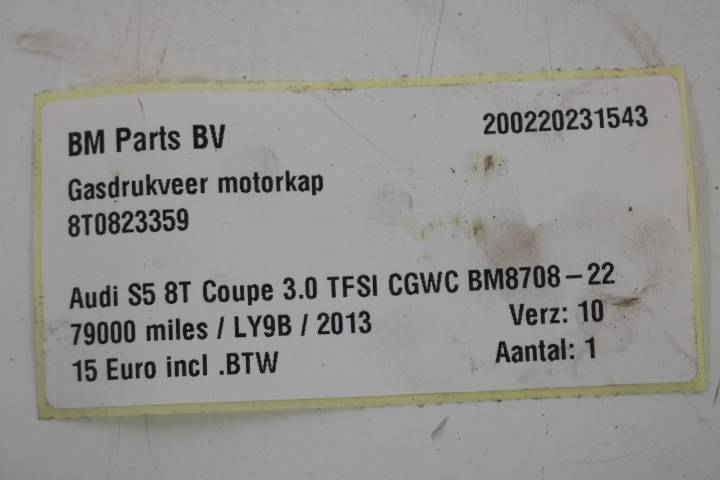 BM Parts BV 200220231543
Gasdrukveer motorkap
8T0823359
Audi S5 8T Coupe 3.0 TFSI CGWC BM8708-22
79000 miles / LY9B / 2013 Verz: 10
15 Euro incl .BTW Aantal: 1